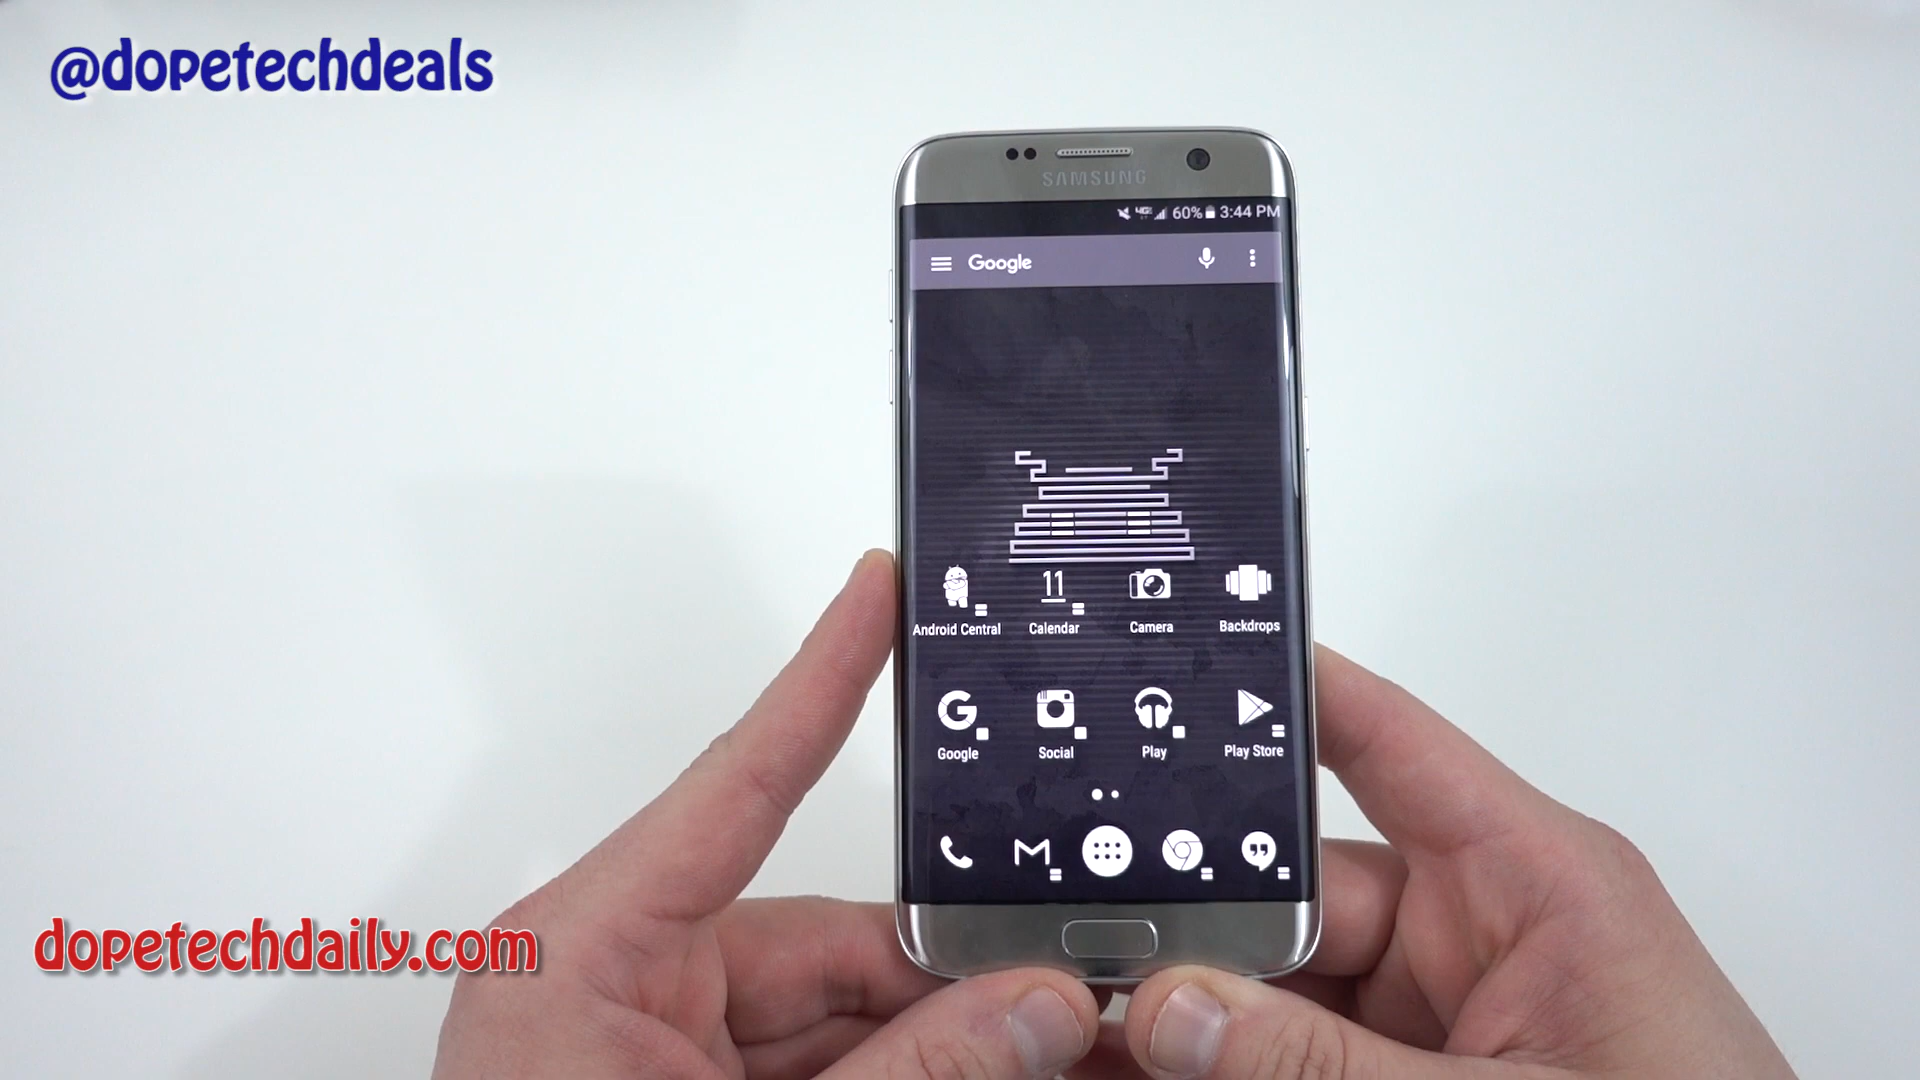 @dopetechdeals
SAMSUNG
4G 60% 3:44 PM
Google
11
Android Central Calendar Camera Backdrops
G
Google Social Play Play Store
dopetechdaily.com